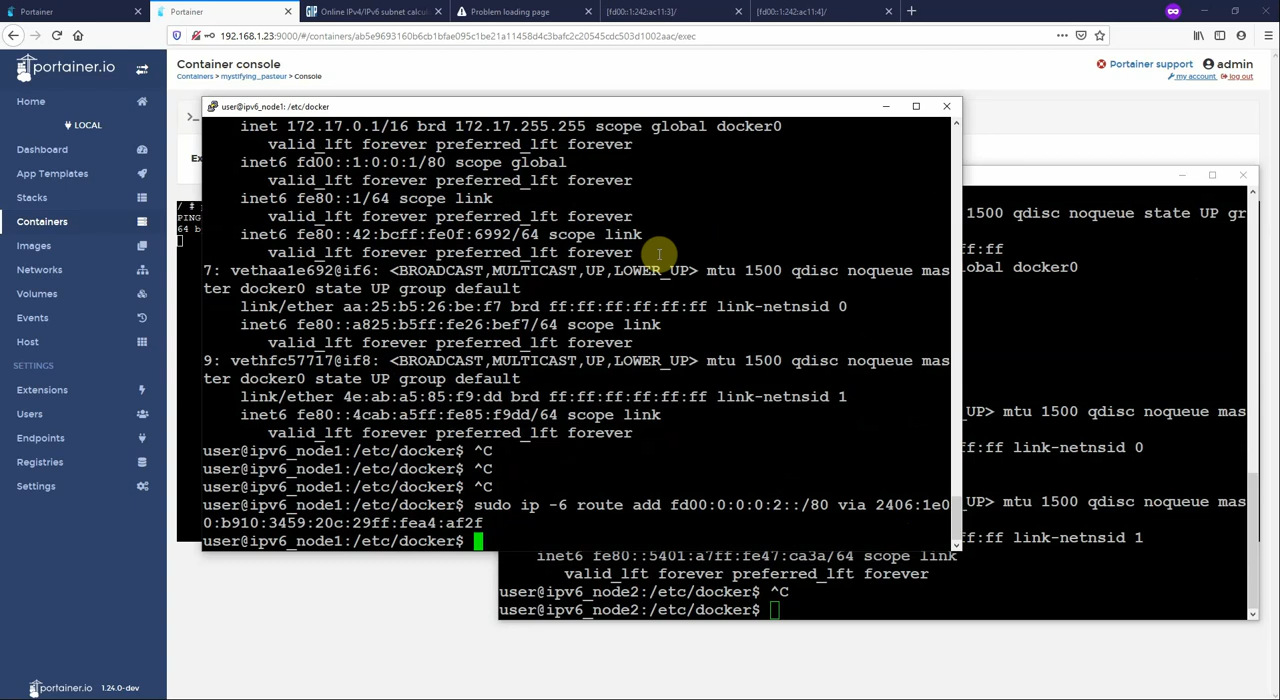 Portainer
Portainer
Online IPv4/IPv6 subnet calcul
Problem loading page
[fd00::1:242:ac11:3]/
[fd00::1:242:ac11:4]/
192.168.1.23:9000/#/containers/ab5e9693160b6cb1bfae095c1be21a11458d4c3bafc2c20545cdc503d1002aac/exec
portainer.io
Home
LOCAL
Dashboard
App Templates
Stacks
Containers
Images
Networks
Volumes
Events
Host
SETTINGS
Extensions
Users
Endpoints
Registries
Settings
portainer.io 1.24.0-dev
Container console
Containers > mystifying_pasteur > Console
Portainer support
admin
my account
log out
>_
Ex
/ #
PING
64 b
user@ipv6_node1: /etc/docker
inet 172.17.0.1/16 brd 172.17.255.255 scope global docker0
valid_lft forever preferred_lft forever
inet6 fd00::1:0:0:1/80 scope global
valid_lft forever preferred_lft forever
inet6 fe80::1/64 scope link
valid_lft forever preferred_lft forever
inet6 fe80::42:bcff:fe0f:6992/64 scope link
valid_lft forever preferred_lft forever
7: vethaa1e692@if6: <BROADCAST,MULTICAST,UP,LOWER_UP> mtu 1500 qdisc noqueue mas
ter docker0 state UP group default
link/ether aa:25:b5:26:be:f7 brd ff:ff:ff:ff:ff:ff link-netnsid 0
inet6 fe80::a825:b5ff:fe26:bef7/64 scope link
valid_lft forever preferred_lft forever
9: vethfc57717@if8: <BROADCAST,MULTICAST,UP,LOWER_UP> mtu 1500 qdisc noqueue mas
ter docker0 state UP group default
link/ether 4e:ab:a5:85:f9:dd brd ff:ff:ff:ff:ff:ff link-netnsid 1
inet6 fe80::4cab:a5ff:fe85:f9dd/64 scope link
valid_lft forever preferred_lft forever
user@ipv6_node1:/etc/docker$ ^C
user@ipv6_node1:/etc/docker$ ^C
user@ipv6_node1:/etc/docker$ ^C
user@ipv6_node1:/etc/docker$ sudo ip -6 route add fd00:0:0:0:2::/80 via 2406:1e0
0:b910:3459:20c:29ff:fea4:af2f
user@ipv6_node1:/etc/docker$
1500 qdisc noqueue state UP gr
ff:ff
lobal docker0
_UP> mtu 1500 qdisc noqueue mas
ff:ff link-netnsid 0
_UP> mtu 1500 qdisc noqueue mas
ff:ff link-netnsid 1
inet6 fe80::5401:a7ff:fe47:ca3a/64 scope link
valid_lft forever preferred_lft forever
user@ipv6_node2:/etc/docker$ ^C
user@ipv6_node2:/etc/docker$